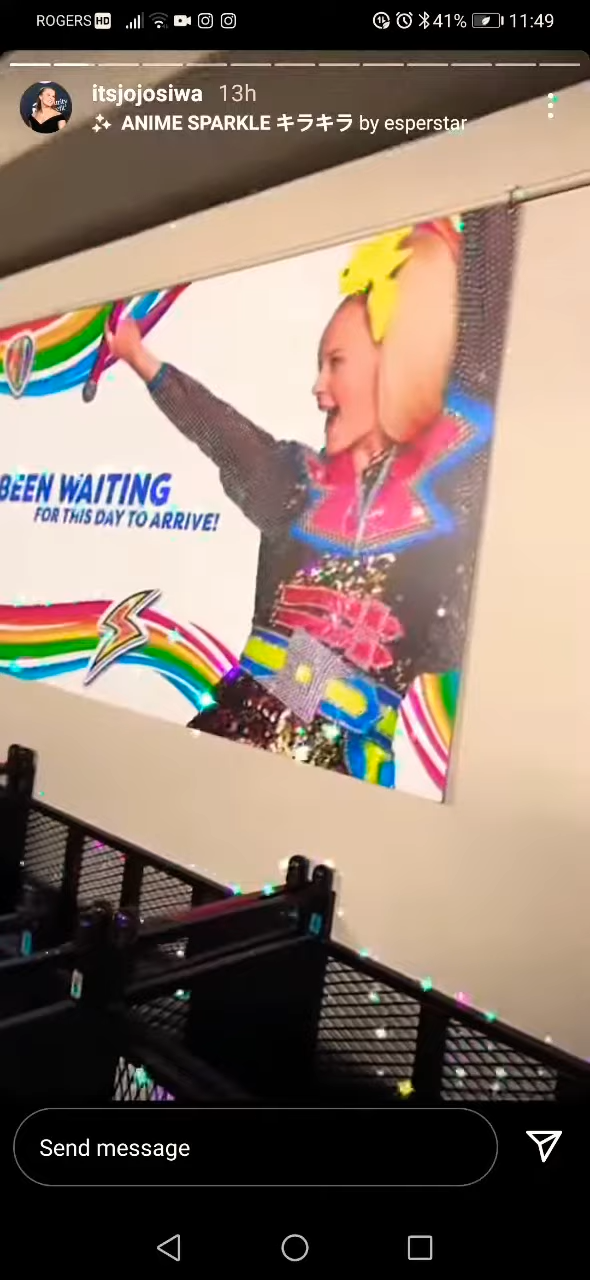 ROGERS HD 41% 11:49
itsjojosiwa 13h
ANIME SPARKLE キラキラ by esperstar
BEEN WAITING
FOR THIS DAY TO ARRIVE!
Send message